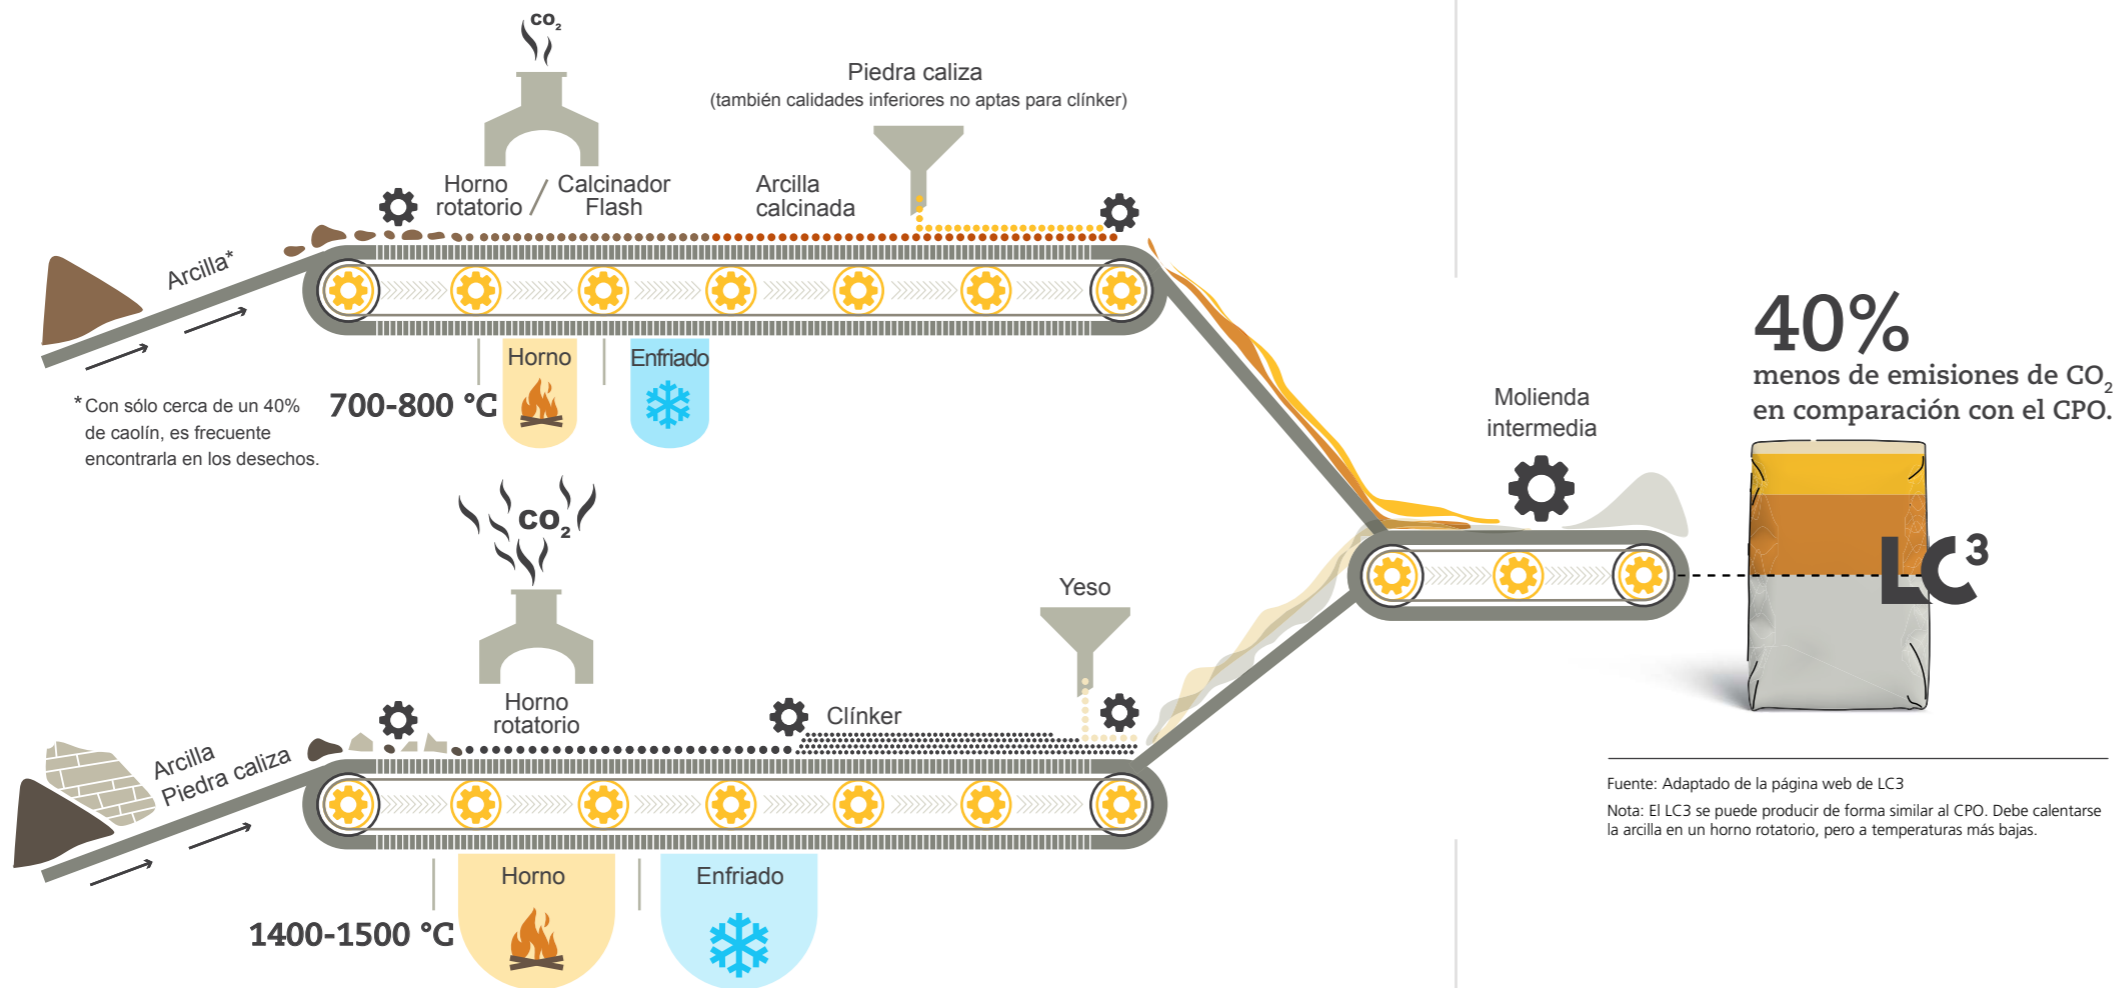 CO₂
Piedra caliza
(también calidades inferiores no aptas para clínker)
Horno
rotatorio
/
Calcinador
Flash
Arcilla
calcinada
Arcilla*
Horno
Enfriado
700-800 °C
* Con sólo cerca de un 40%
de caolín, es frecuente
encontrarla en los desechos.
CO₂
Horno
rotatorio
Clínker
Yeso
Arcilla
Piedra caliza
Horno
Enfriado
1400-1500 °C
Molienda
intermedia
40%
menos de emisiones de CO₂
en comparación con el CPO.
LC³
Fuente: Adaptado de la página web de LC3
Nota: El LC3 se puede producir de forma similar al CPO. Debe calentarse
la arcilla en un horno rotatorio, pero a temperaturas más bajas.